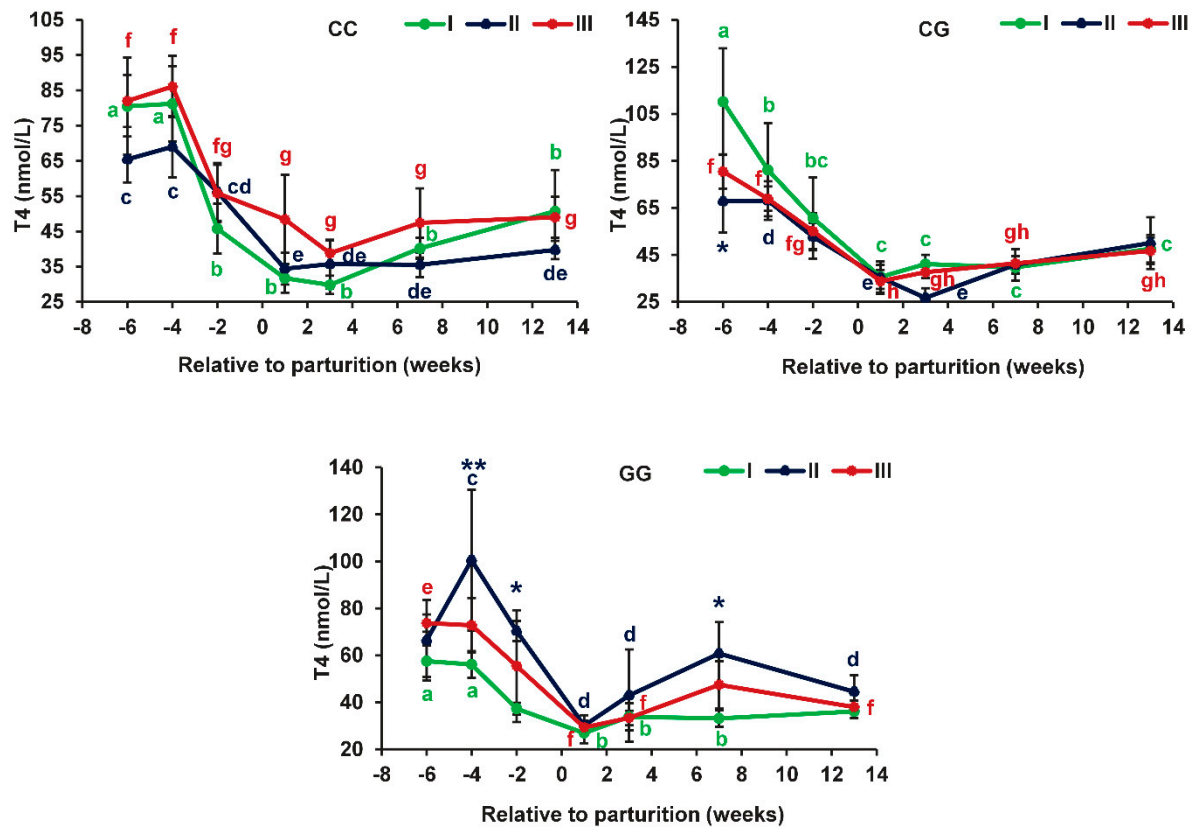 CC
I II III
105
95
85
75
65
55
45
35
25
T4 (nmol/L)
f f
a a
c c
fg
cd
b
g
e
b
g
de
b
g
b
de
b
g
de
-8 -6 -4 -2 0 2 4 6 8 10 12 14
Relative to parturition (weeks)
CG
I II III
145
125
105
85
65
45
25
T4 (nmol/L)
a
b
bc
f
f
*
d
fg
c
e
h
c
gh
e
gh
c
c
gh
-8 -6 -4 -2 0 2 4 6 8 10 12 14
Relative to parturition (weeks)
GG
I II III
140
120
100
80
60
40
20
T4 (nmol/L)
**
c
e
*
a a
d
f
b
d
f
b
*
b
d
f
-8 -6 -4 -2 0 2 4 6 8 10 12 14
Relative to parturition (weeks)